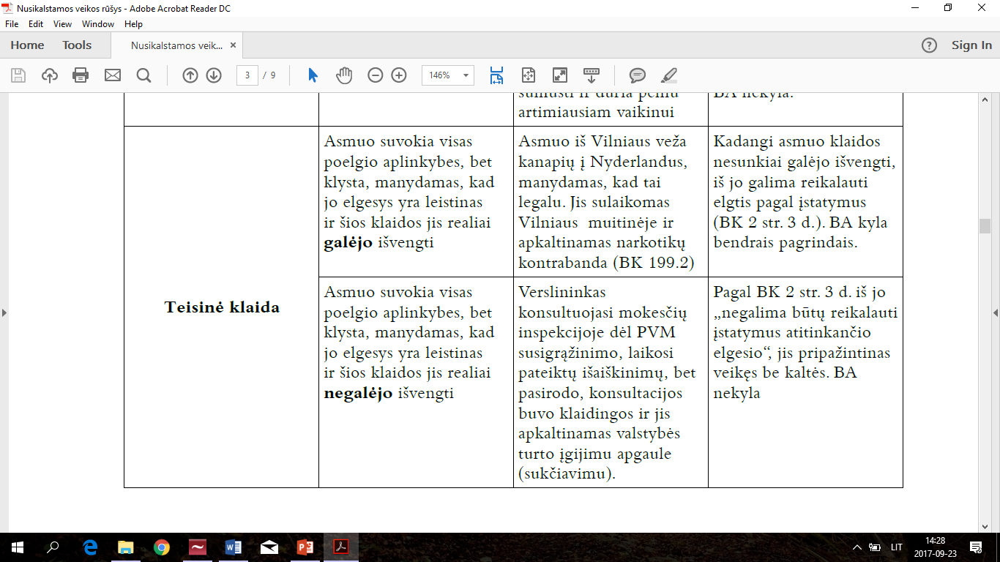 Nusikalstamos veikos rūšys - Adobe Acrobat Reader DC
File Edit View Window Help
Home Tools Nusikalstamos veik... × ? Sign In
3 / 9 146%
sumušti ir duria peiliu
artimiausiam vaikinui
BA nekyla.
Teisinė klaida
Asmuo suvokia visas
poelgio aplinkybes, bet
klysta, manydamas, kad
jo elgesys yra leistinas
ir šios klaidos jis realiai
galėjo išvengti
Asmuo iš Vilniaus veža
kanapių į Nyderlandus,
manydamas, kad tai
legalu. Jis sulaikomas
Vilniaus muitinėje ir
apkaltinamas narkotikų
kontrabanda (BK 199.2)
Kadangi asmuo klaidos
nesunkiai galėjo išvengti,
iš jo galima reikalauti
elgtis pagal įstatymus
(BK 2 str. 3 d.). BA kyla
bendrais pagrindais.
Asmuo suvokia visas
poelgio aplinkybes, bet
klysta, manydamas, kad
jo elgesys yra leistinas
ir šios klaidos jis realiai
negalėjo išvengti
Verslininkas
konsultuojasi mokesčių
inspekcijoje dėl PVM
susigrąžinimo, laikosi
pateiktų išaiškinimų, bet
pasirodo, konsultacijos
buvo klaidingos ir jis
apkaltinamas valstybės
turto įgijimu apgaule
(sukčiavimu).
Pagal BK 2 str. 3 d. iš jo
„negalima būtų reikalauti
įstatymus atitinkančio
elgesio“, jis pripažintinas
veikęs be kaltės. BA
nekyla
LIT
14:28
2017-09-23